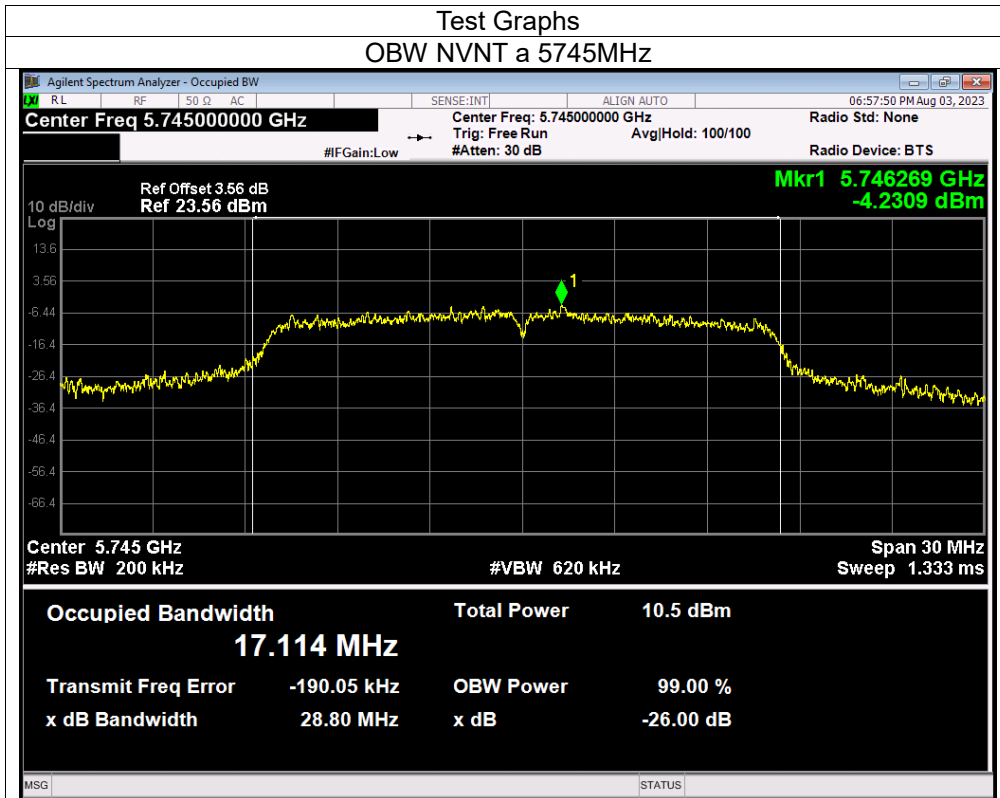 Test Graphs
OBW NVNT a 5745MHz
Agilent Spectrum Analyzer - Occupied BW
LXI RL RF 50 Ω AC SENSE:INT ALIGN AUTO 06:57:50 PM Aug 03, 2023
Center Freq 5.745000000 GHz Center Freq: 5.745000000 GHz Radio Std: None
Trig: Free Run Avg|Hold: 100/100
#IFGain:Low #Atten: 30 dB Radio Device: BTS
Ref Offset 3.56 dB Mkr1 5.746269 GHz
10 dB/div Ref 23.56 dBm -4.2309 dBm
Log
13.6
3.56
1
-6.44
-16.4
-26.4
-36.4
-46.4
-56.4
-66.4
Center 5.745 GHz Span 30 MHz
#Res BW 200 kHz #VBW 620 kHz Sweep 1.333 ms
Occupied Bandwidth Total Power 10.5 dBm
17.114 MHz
Transmit Freq Error -190.05 kHz OBW Power 99.00 %
x dB Bandwidth 28.80 MHz x dB -26.00 dB
MSG STATUS